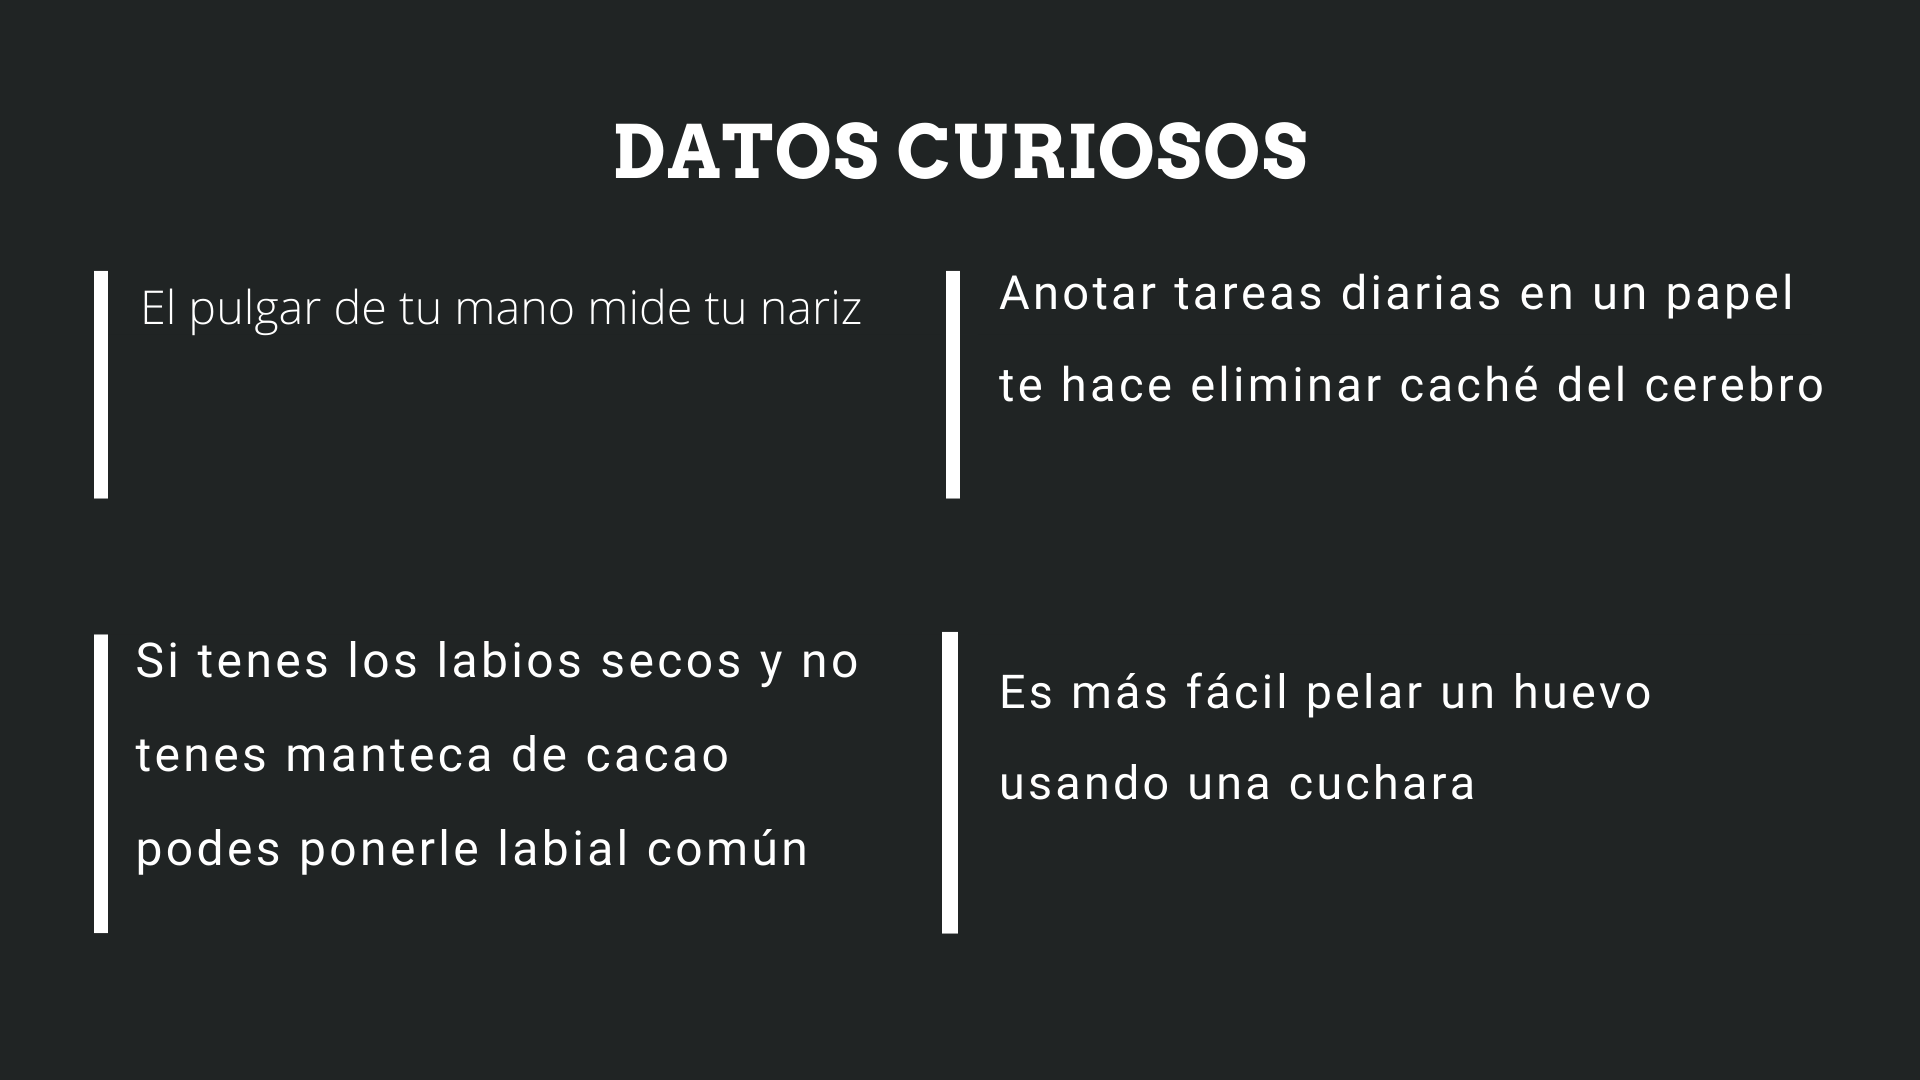 DATOS CURIOSOS
El pulgar de tu mano mide tu nariz
Anotar tareas diarias en un papel
te hace eliminar caché del cerebro
Si tenes los labios secos y no
tenes manteca de cacao
podes ponerle labial común
Es más fácil pelar un huevo
usando una cuchara